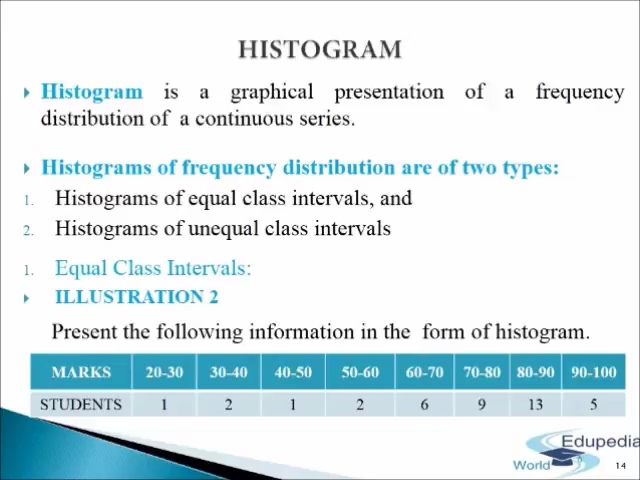 HISTOGRAM
Histogram is a graphical presentation of a frequency
distribution of a continuous series.
Histograms of frequency distribution are of two types:
1. Histograms of equal class intervals, and
2. Histograms of unequal class intervals
1. Equal Class Intervals:
ILLUSTRATION 2
Present the following information in the form of histogram.
MARKS 20-30 30-40 40-50 50-60 60-70 70-80 80-90 90-100
STUDENTS 1 2 1 2 6 9 13 5
Edupedia
World
14